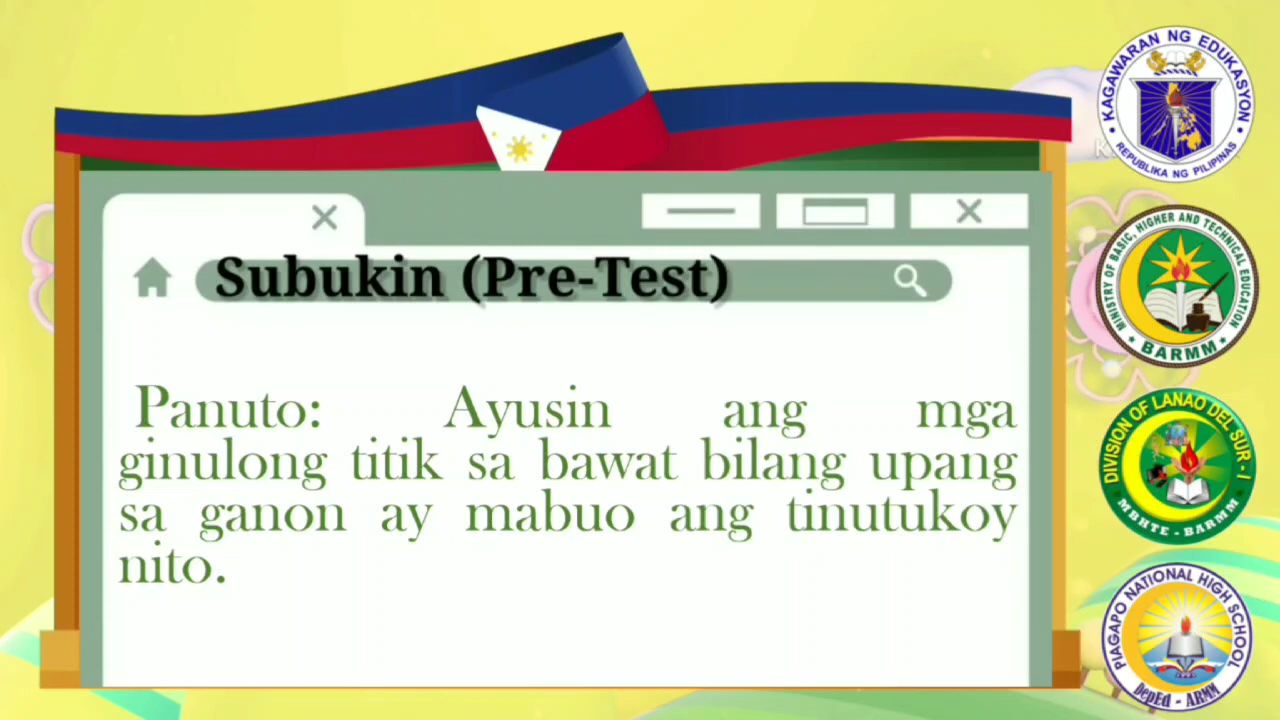 Subukin (Pre-Test)
Panuto: Ayusin ang mga
ginulong titik sa bawat bilang upang
sa ganon ay mabuo ang tinutukoy
nito.
KAGAWARAN NG EDUKASYON
REPUBLIKA NG PILIPINAS
MINISTRY OF BASIC, HIGHER AND TECHNICAL EDUCATION
BARMM
DIVISION OF LANAO DEL SUR - I
MBHTE - BARMM
PIAGAPO NATIONAL HIGH SCHOOL
DepEd - ARMM